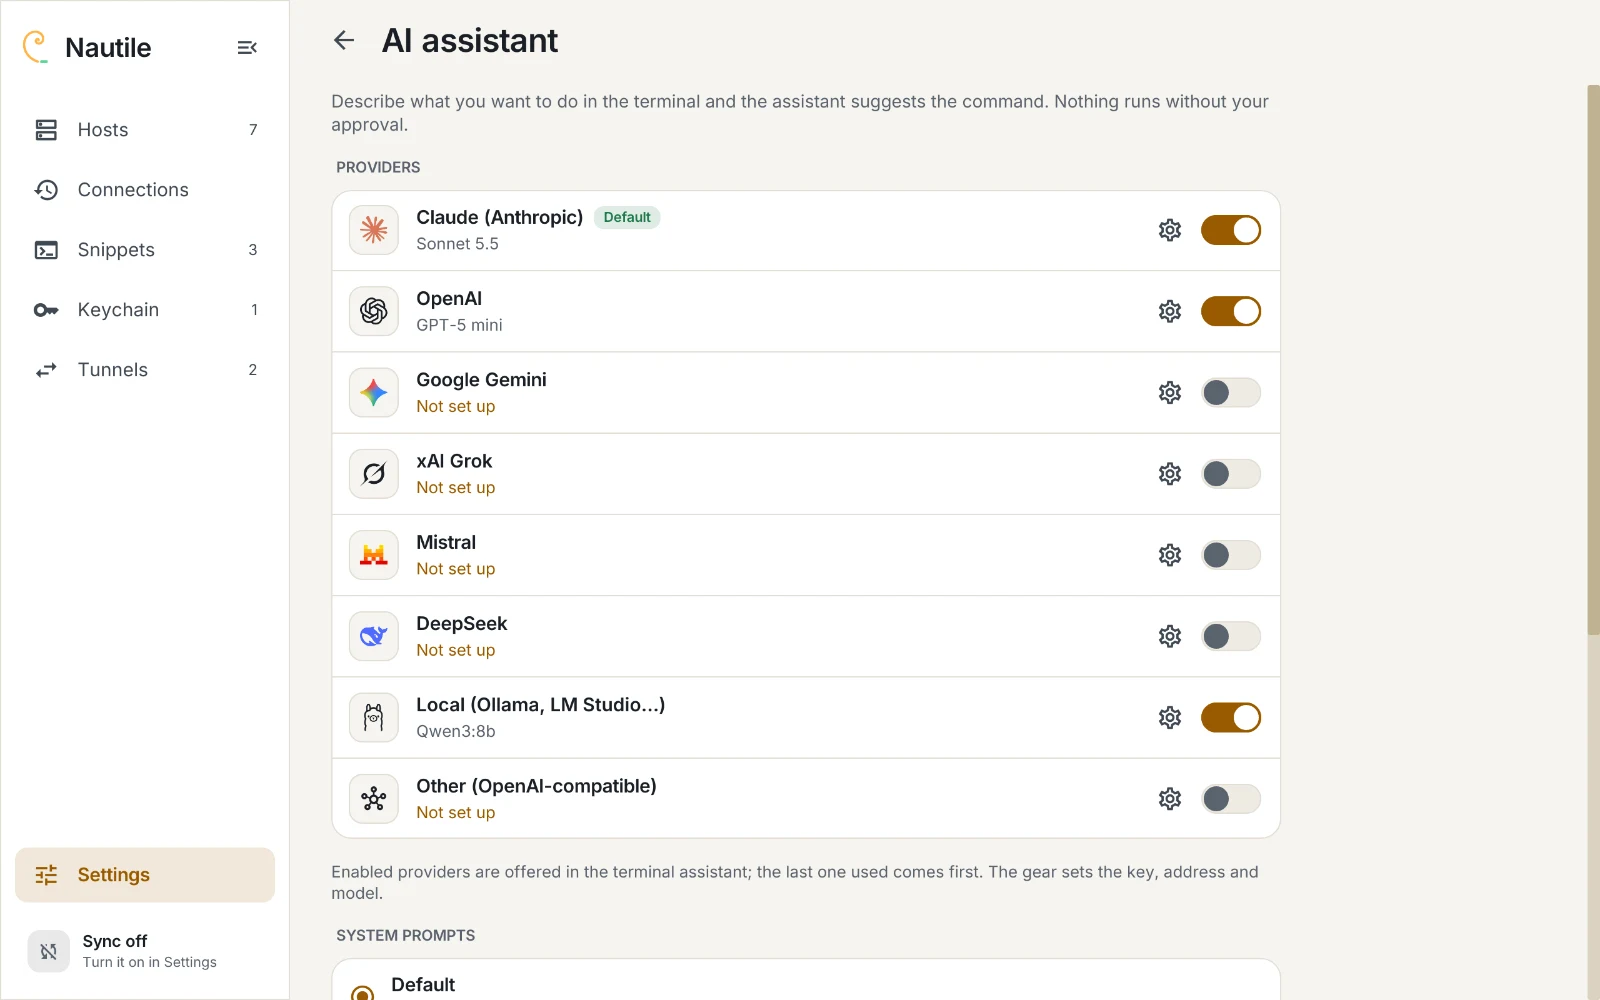 Nautile
Hosts 7
Connections
Snippets 3
Keychain 1
Tunnels 2
Settings
Sync off
Turn it on in Settings
AI assistant
Describe what you want to do in the terminal and the assistant suggests the command. Nothing runs without your
approval.
PROVIDERS
Claude (Anthropic) Default
Sonnet 5.5
OpenAI
GPT-5 mini
Google Gemini
Not set up
xAI Grok
Not set up
Mistral
Not set up
DeepSeek
Not set up
Local (Ollama, LM Studio...)
Qwen3:8b
Other (OpenAI-compatible)
Not set up
Enabled providers are offered in the terminal assistant; the last one used comes first. The gear sets the key, address and
model.
SYSTEM PROMPTS
Default